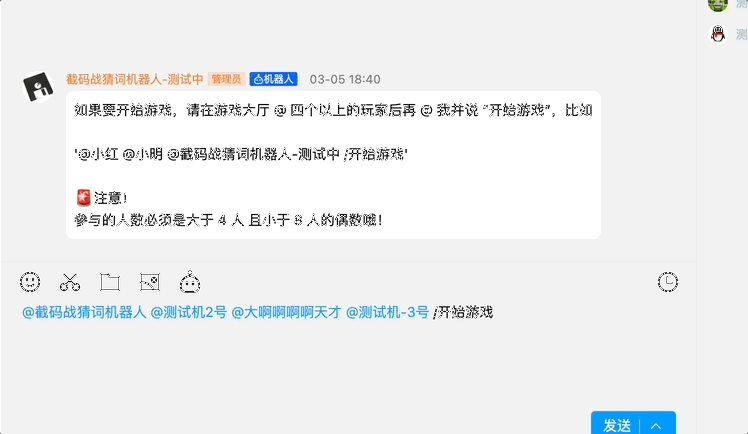 测
测
截码战猜词机器人-测试中 管理员 机器人 03-05 18:40
如果要开始游戏，请在游戏大厅 @ 四个以上的玩家后再 @ 我并说 “开始游戏”，比如
'@小红 @小明 @截码战猜词机器人-测试中 /开始游戏'
🚨注意！
参与的人数必须是大于 4 人 且小于 8 人的偶数哦！
@截码战猜词机器人 @测试机2号 @大啊啊啊啊天才 @测试机-3号 /开始游戏
发送